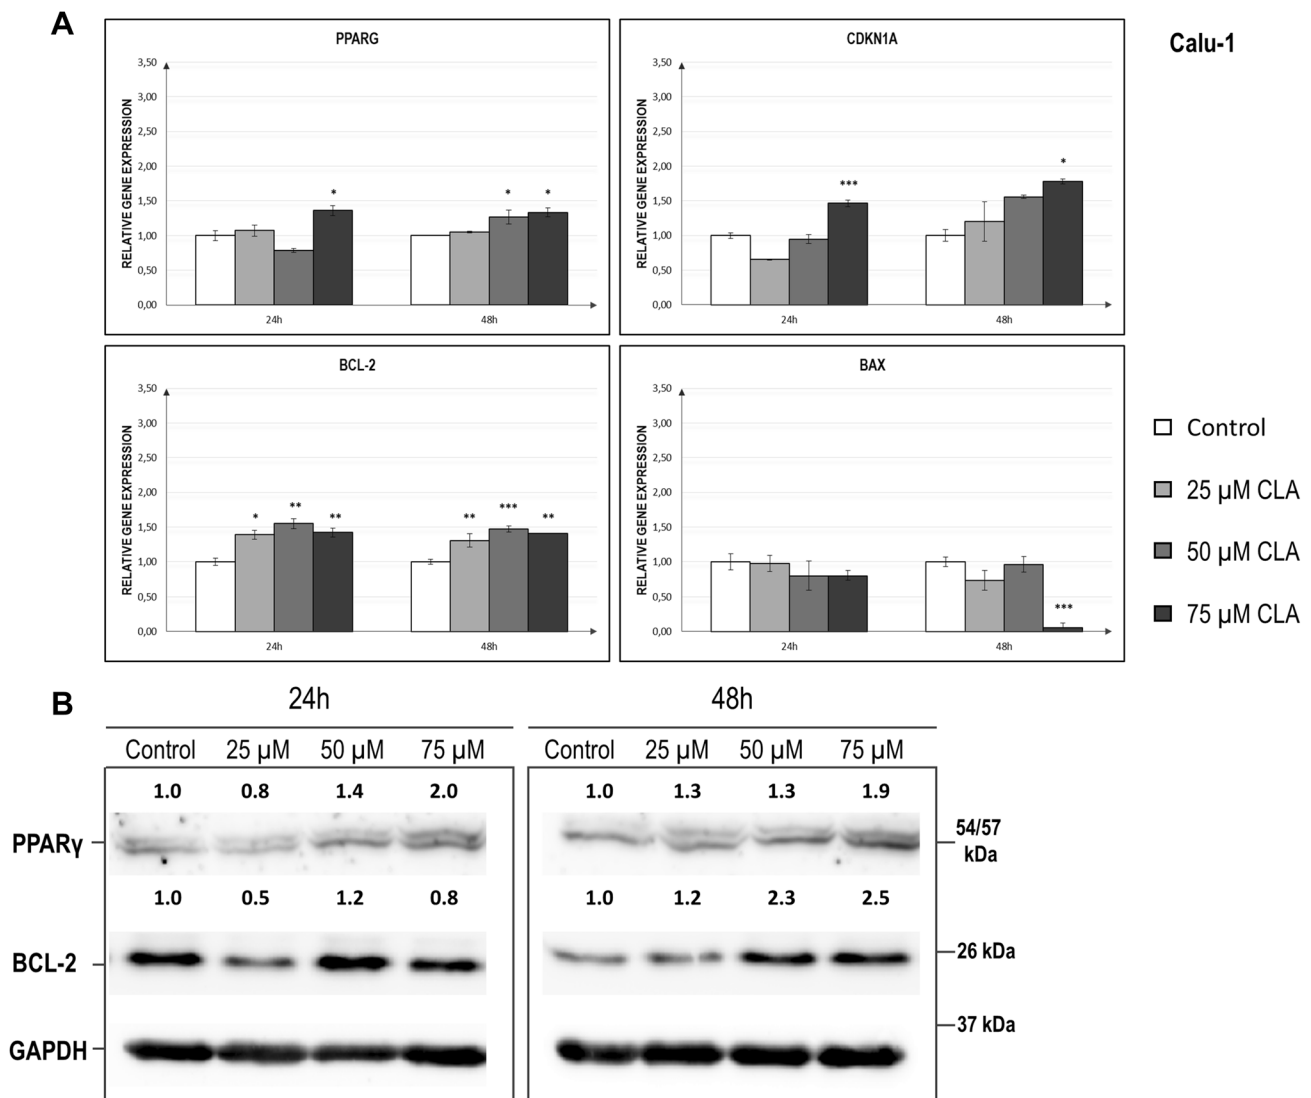 A
Calu-1
PPARG
RELATIVE GENE EXPRESSION
3,50
3,00
2,50
2,00
1,50
1,00
0,50
0,00
*
* *
24h 48h
CDKN1A
RELATIVE GENE EXPRESSION
3,50
3,00
2,50
2,00
1,50
1,00
0,50
0,00
***
*
24h 48h
BCL-2
RELATIVE GENE EXPRESSION
3,50
3,00
2,50
2,00
1,50
1,00
0,50
0,00
* ** **
** *** **
24h 48h
BAX
RELATIVE GENE EXPRESSION
3,50
3,00
2,50
2,00
1,50
1,00
0,50
0,00
***
24h 48h
Control
25 µM CLA
50 µM CLA
75 µM CLA
B
24h 48h
Control 25 µM 50 µM 75 µM Control 25 µM 50 µM 75 µM
1.0 0.8 1.4 2.0 1.0 1.3 1.3 1.9
PPARγ
54/57
kDa
1.0 0.5 1.2 0.8 1.0 1.2 2.3 2.5
BCL-2
26 kDa
37 kDa
GAPDH